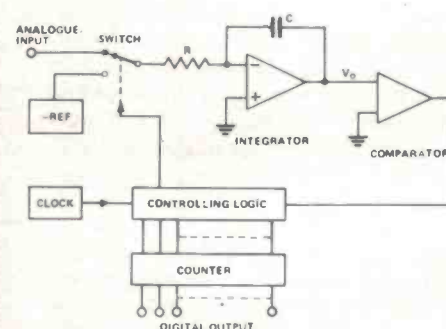 ANALOGUE
INPUT
SWITCH
R
C
-REF
−
+
V₀
INTEGRATOR
COMPARATOR
CLOCK
CONTROLLING LOGIC
COUNTER
DIGITAL OUTPUT